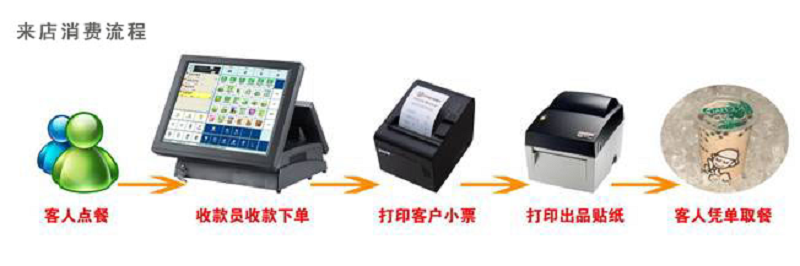 来店消费流程
客人点餐
收款员收款下单
打印客户小票
打印出品贴纸
客人凭单取餐